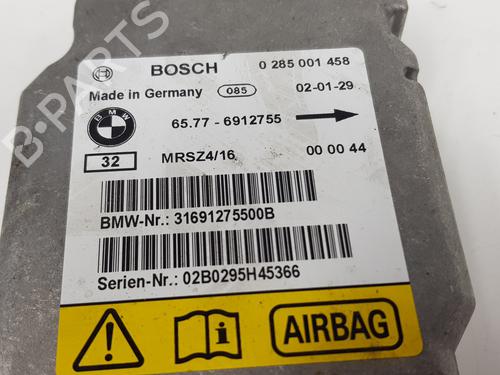 BOSCH 0 285 001 458
Made in Germany 085 02-01-29
BMW 65.77 - 6912755
32 MRSZ4/16 00 00 44
BMW-Nr.: 31691275500B
Serien-Nr.: 02B0295H45366
AIRBAG
B-PARTS